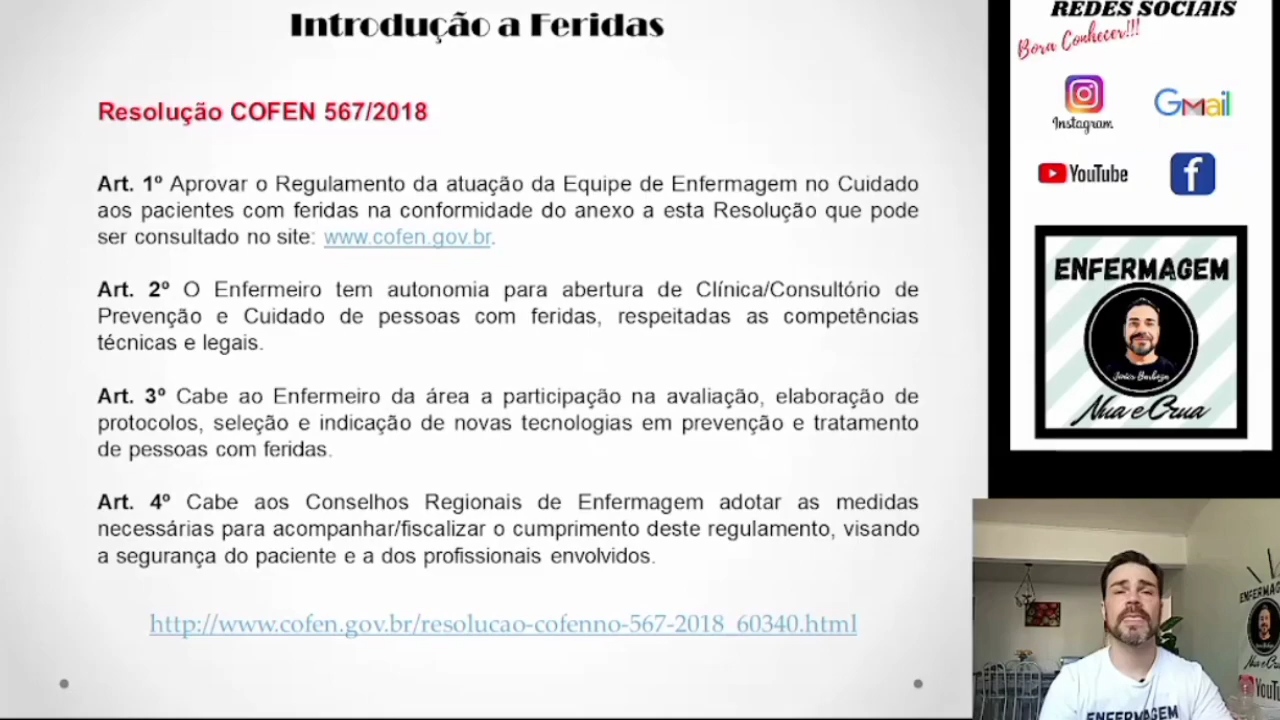 Introdução a Feridas
Resolução COFEN 567/2018
Art. 1º Aprovar o Regulamento da atuação da Equipe de Enfermagem no Cuidado
aos pacientes com feridas na conformidade do anexo a esta Resolução que pode
ser consultado no site: www.cofen.gov.br.
Art. 2º O Enfermeiro tem autonomia para abertura de Clínica/Consultório de
Prevenção e Cuidado de pessoas com feridas, respeitadas as competências
técnicas e legais.
Art. 3º Cabe ao Enfermeiro da área a participação na avaliação, elaboração de
protocolos, seleção e indicação de novas tecnologias em prevenção e tratamento
de pessoas com feridas.
Art. 4º Cabe aos Conselhos Regionais de Enfermagem adotar as medidas
necessárias para acompanhar/fiscalizar o cumprimento deste regulamento, visando
a segurança do paciente e a dos profissionais envolvidos.
http://www.cofen.gov.br/resolucao-cofenno-567-2018_60340.html
REDES SOCIAIS
Bora Conhecer!!!
Instagram
Gmail
YouTube
ENFERMAGEM
Nua e Crua
ENFERMAGEM